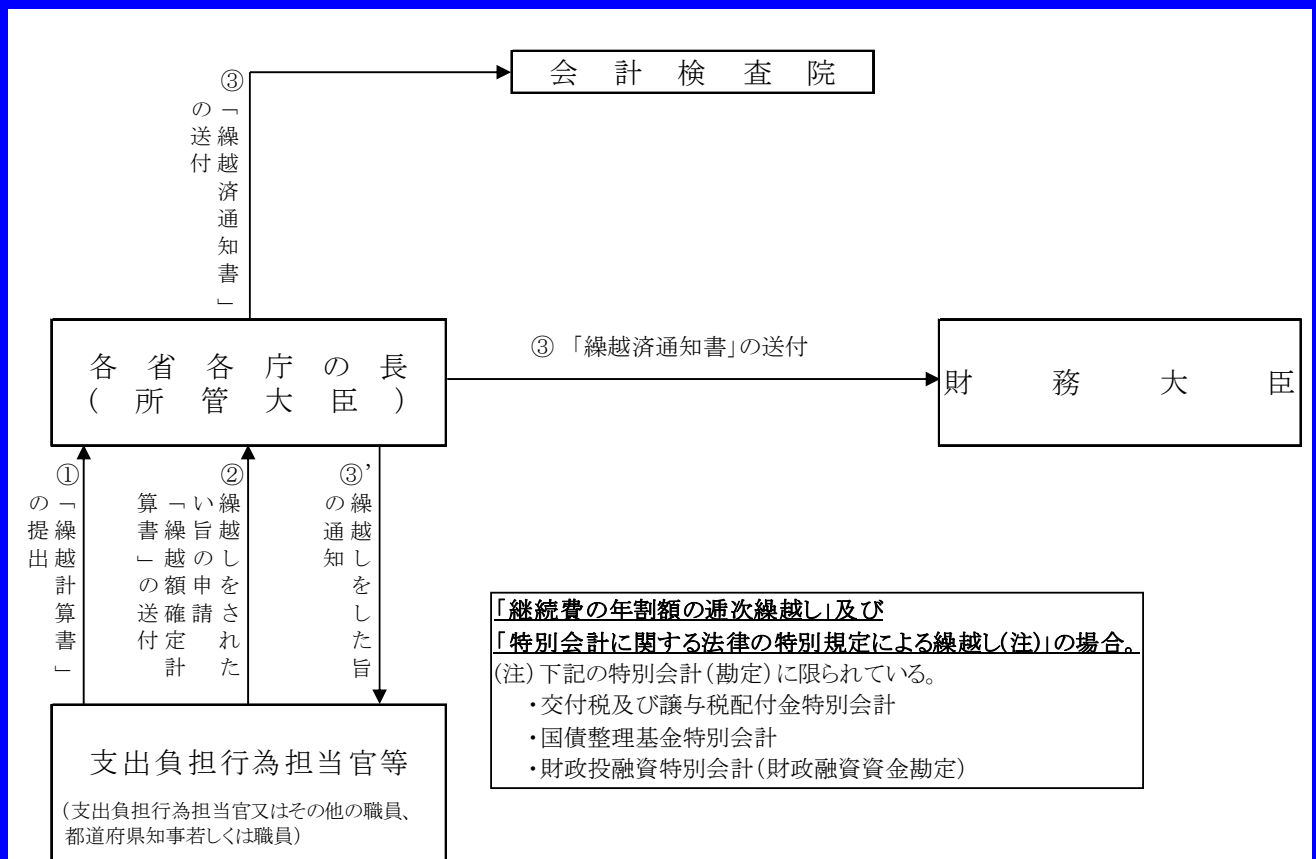 会計検査院
③
「繰越済通知書」
の送付
各省各庁の長
(所管大臣)
③ 「繰越済通知書」の送付
財務大臣
①
「繰越計算書」
の提出
②
繰越しをされた
い旨の申請
「繰越額確定計
算書」の送付
③’
繰越しをした旨
の通知
「継続費の年割額の逓次繰越し」及び
「特別会計に関する法律の特別規定による繰越し(注)」の場合。
(注)下記の特別会計(勘定)に限られている。
・交付税及び譲与税配付金特別会計
・国債整理基金特別会計
・財政投融資特別会計(財政融資資金勘定)
支出負担行為担当官等
(支出負担行為担当官又はその他の職員、
都道府県知事若しくは職員)